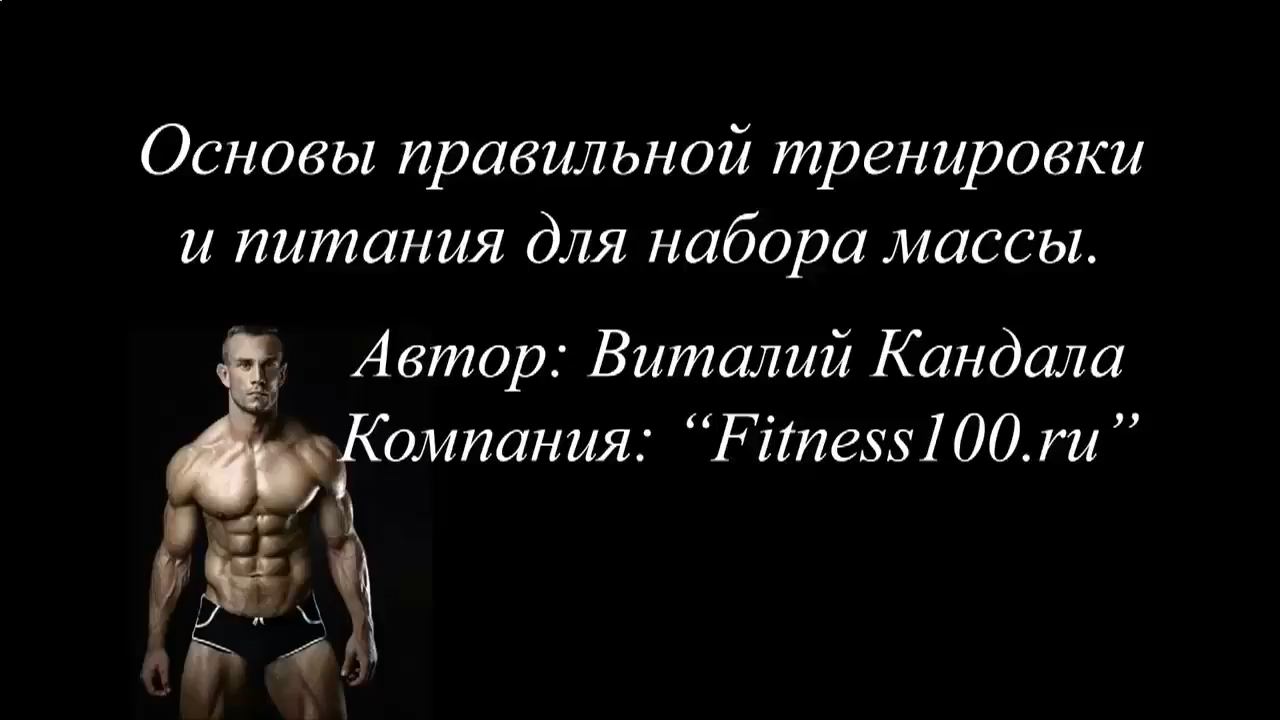 Основы правильной тренировки
и питания для набора массы.
Автор: Виталий Кандала
Компания: “Fitness100.ru”